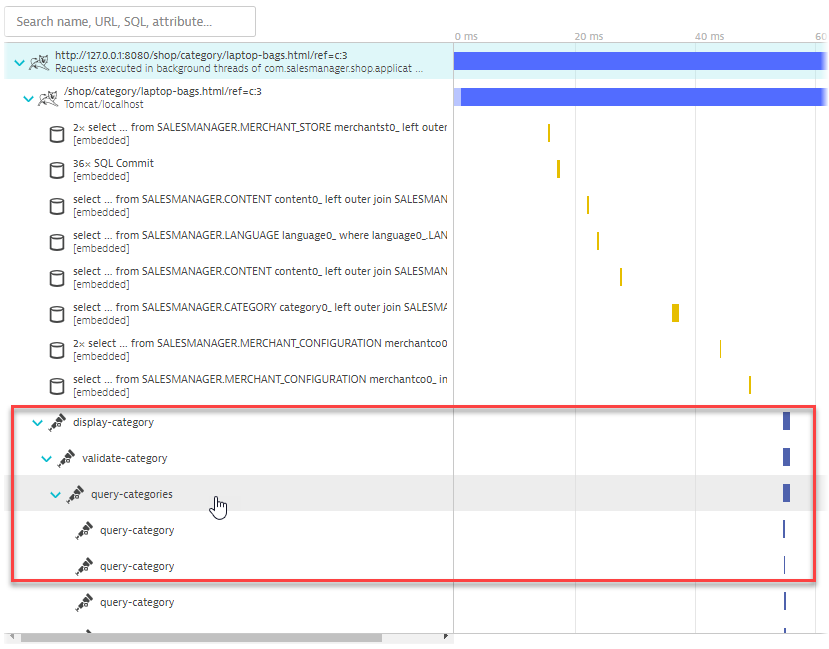 Search name, URL, SQL, attribute...
0 ms 20 ms 40 ms 60
http://127.0.0.1:8080/shop/category/laptop-bags.html/ref=c:3
Requests executed in background threads of com.salesmanager.shop.applicat ...
/shop/category/laptop-bags.html/ref=c:3
Tomcat/localhost
2× select ... from SALESMANAGER.MERCHANT_STORE merchantst0_ left outer
[embedded]
36× SQL Commit
[embedded]
select ... from SALESMANAGER.CONTENT content0_ left outer join SALESMAN
[embedded]
select ... from SALESMANAGER.LANGUAGE language0_ where language0_.LAN
[embedded]
select ... from SALESMANAGER.CONTENT content0_ left outer join SALESMAN
[embedded]
select ... from SALESMANAGER.CATEGORY category0_ left outer join SALESMA
[embedded]
2× select ... from SALESMANAGER.MERCHANT_CONFIGURATION merchantco0
[embedded]
select ... from SALESMANAGER.MERCHANT_CONFIGURATION merchantco0_ in
[embedded]
display-category
validate-category
query-categories
query-category
query-category
query-category